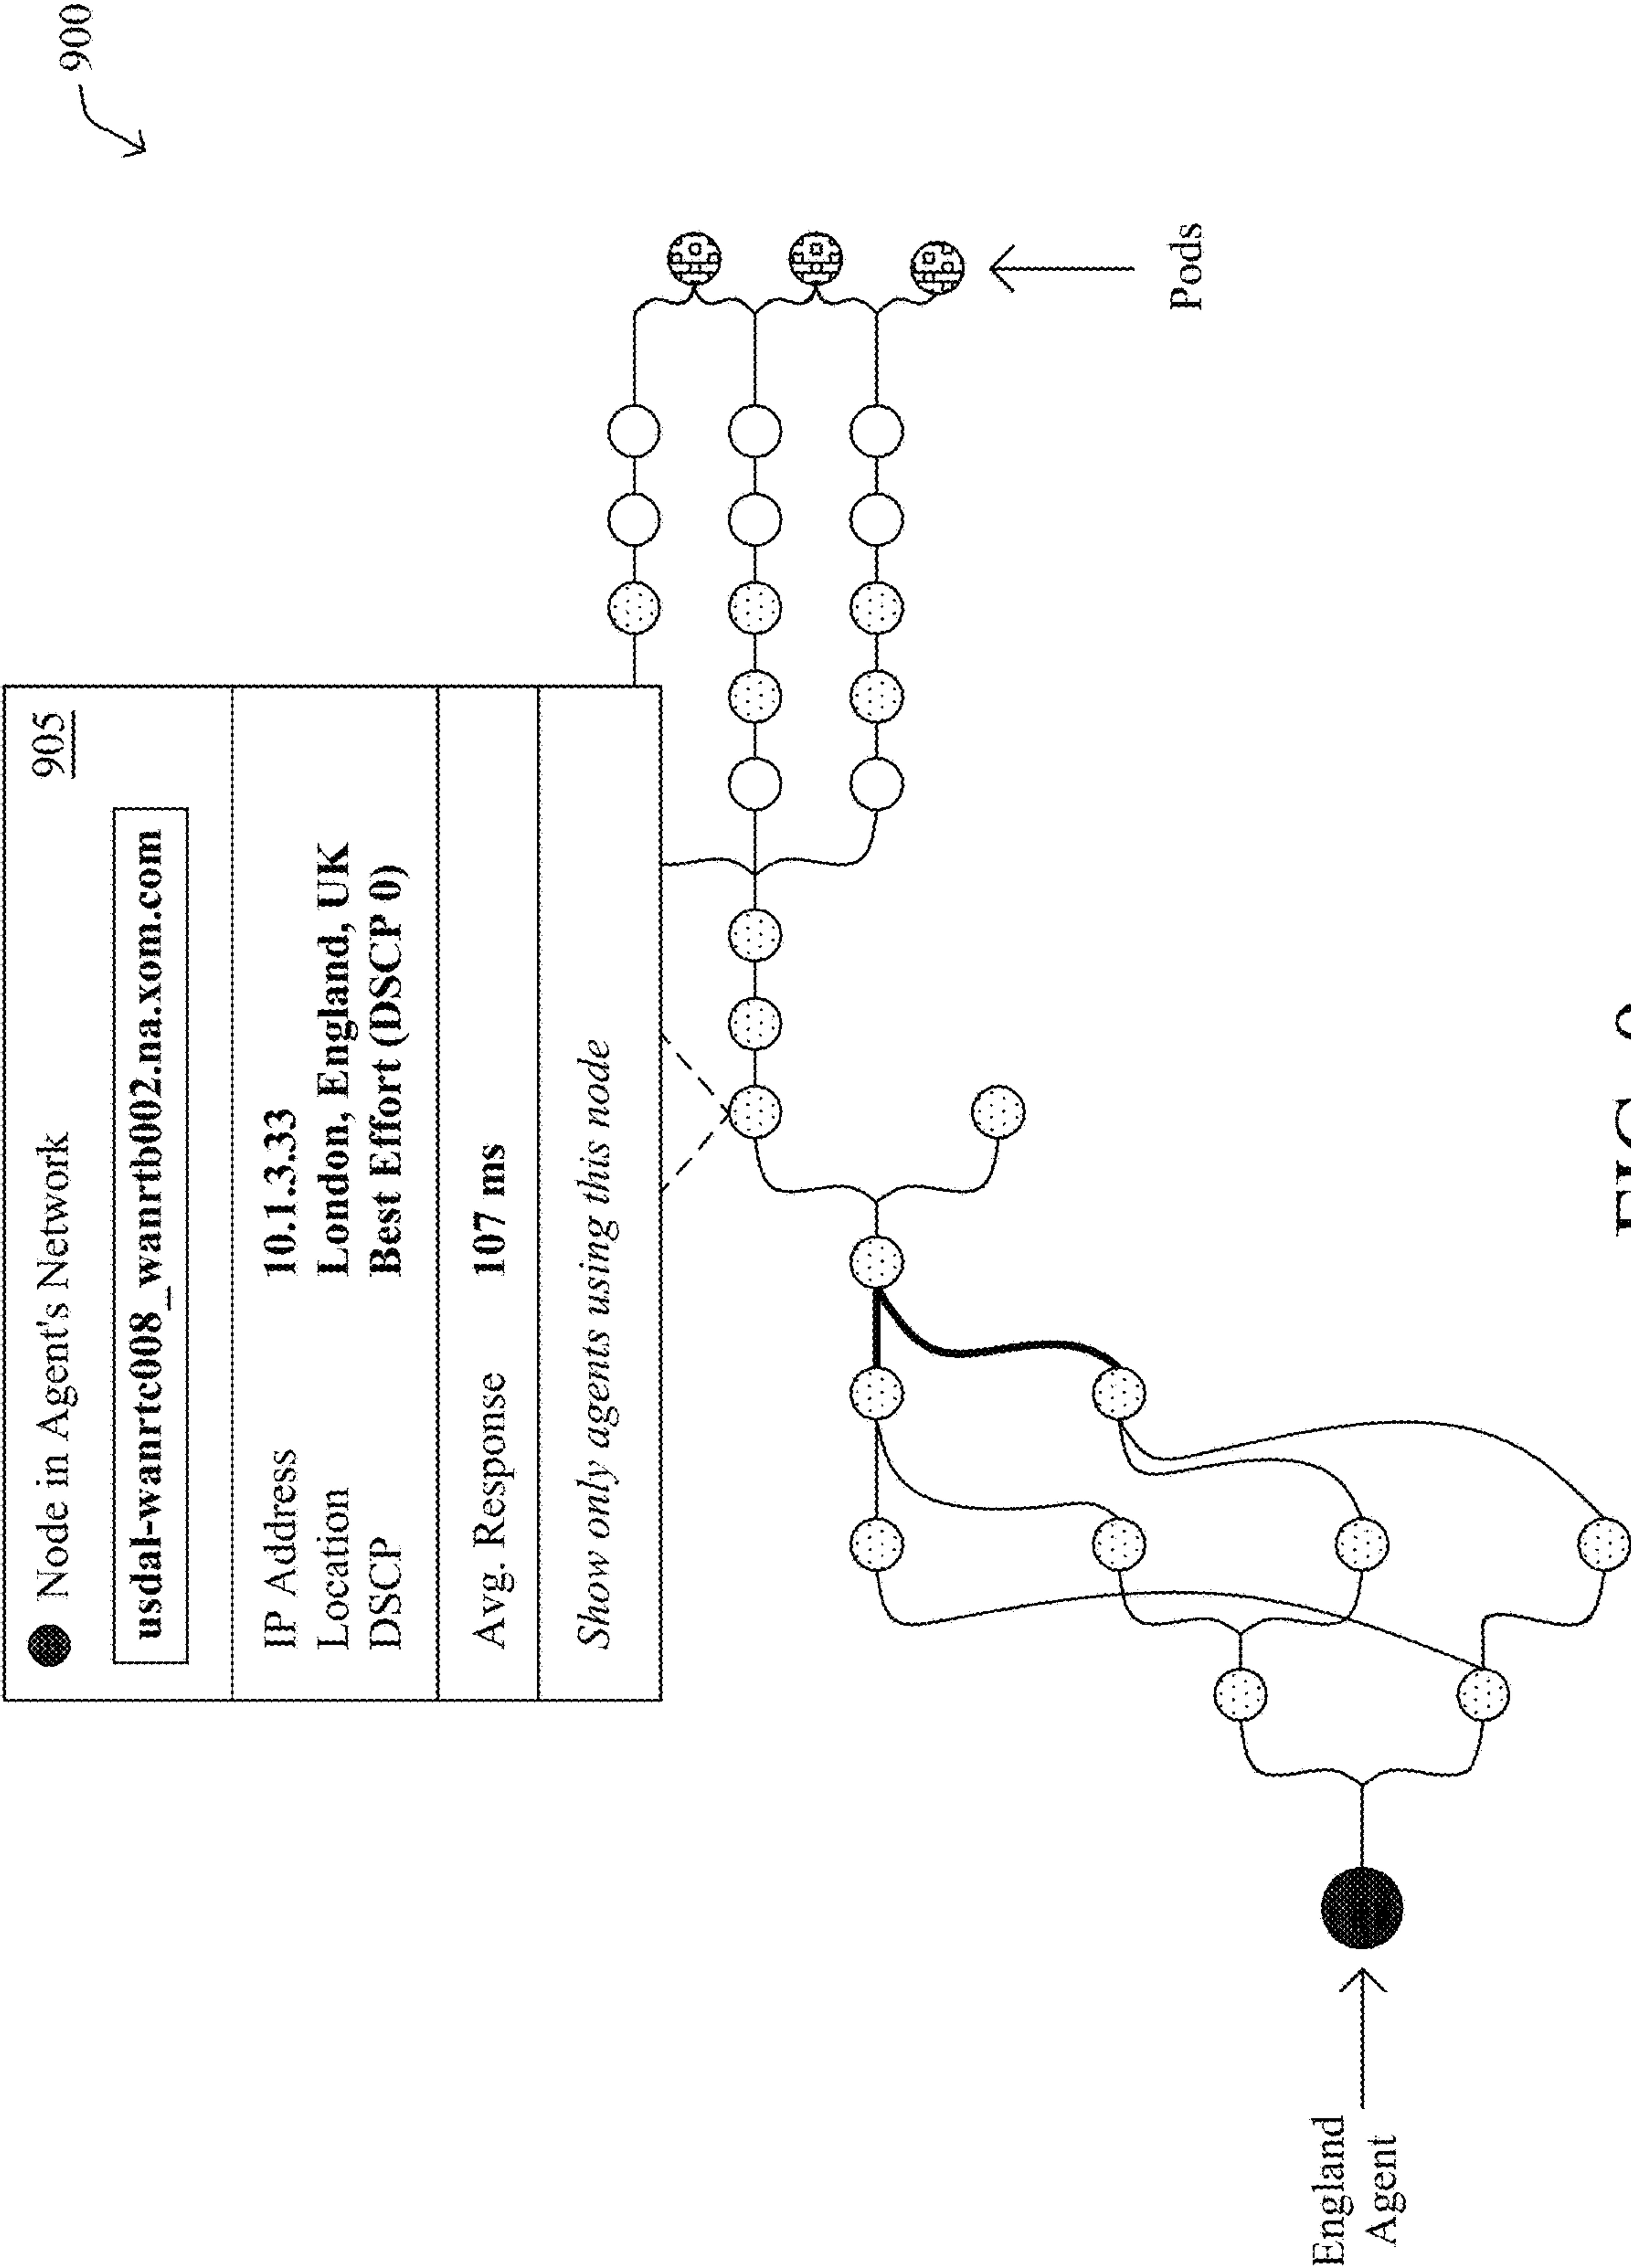 900
905
Node in Agent's Network
usdal-wanrtc008_wanrtb002.na.xom.com
IP Address 10.1.3.33
Location London, England, UK
DSCP Best Effort (DSCP 0)
Avg. Response 107 ms
Show only agents using this node
Pods
England
Agent